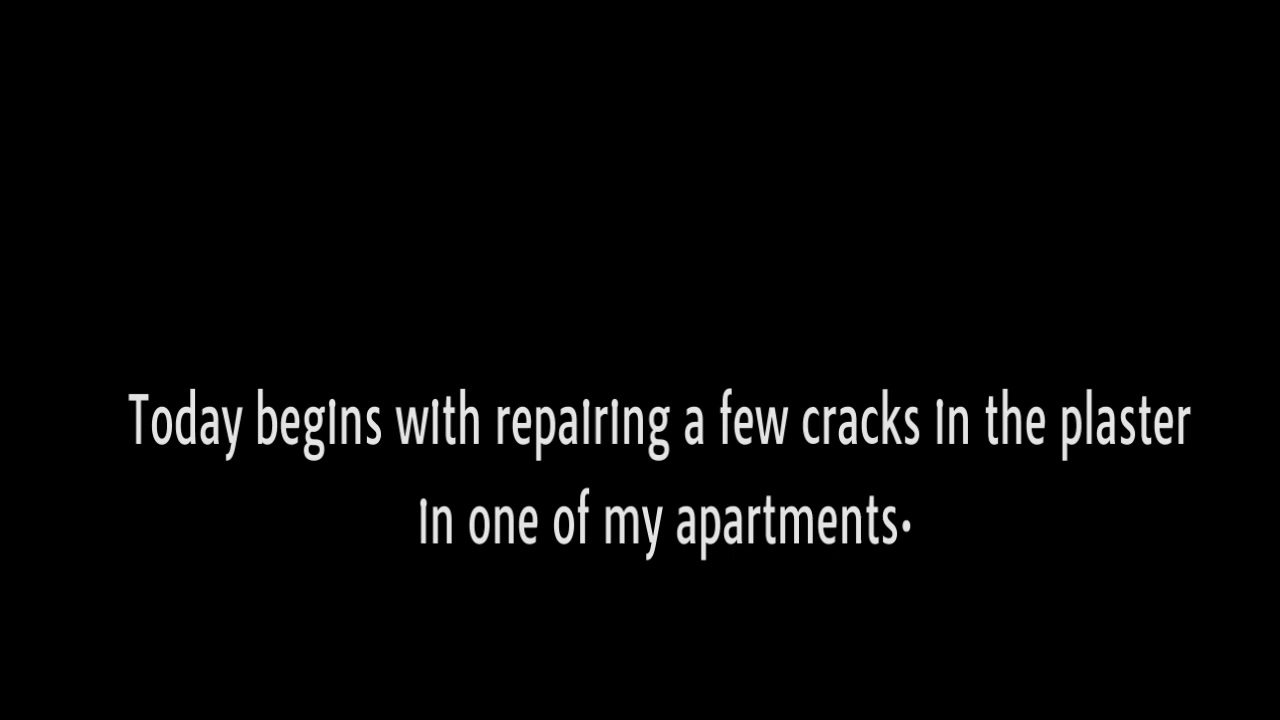 Today begins with repairing a few cracks in the plaster
in one of my apartments.